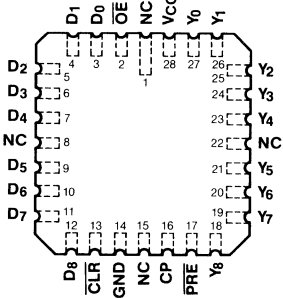 D1 D0 OE NC VCC Y0 Y1
4 3 2 1 28 27 26
D2 5 25 Y2
D3 6 24 Y3
D4 7 23 Y4
NC 8 22 NC
D5 9 21 Y5
D6 10 20 Y6
D7 11 19 Y7
12 13 14 15 16 17 18
D8 CLR GND NC CP PRE Y8